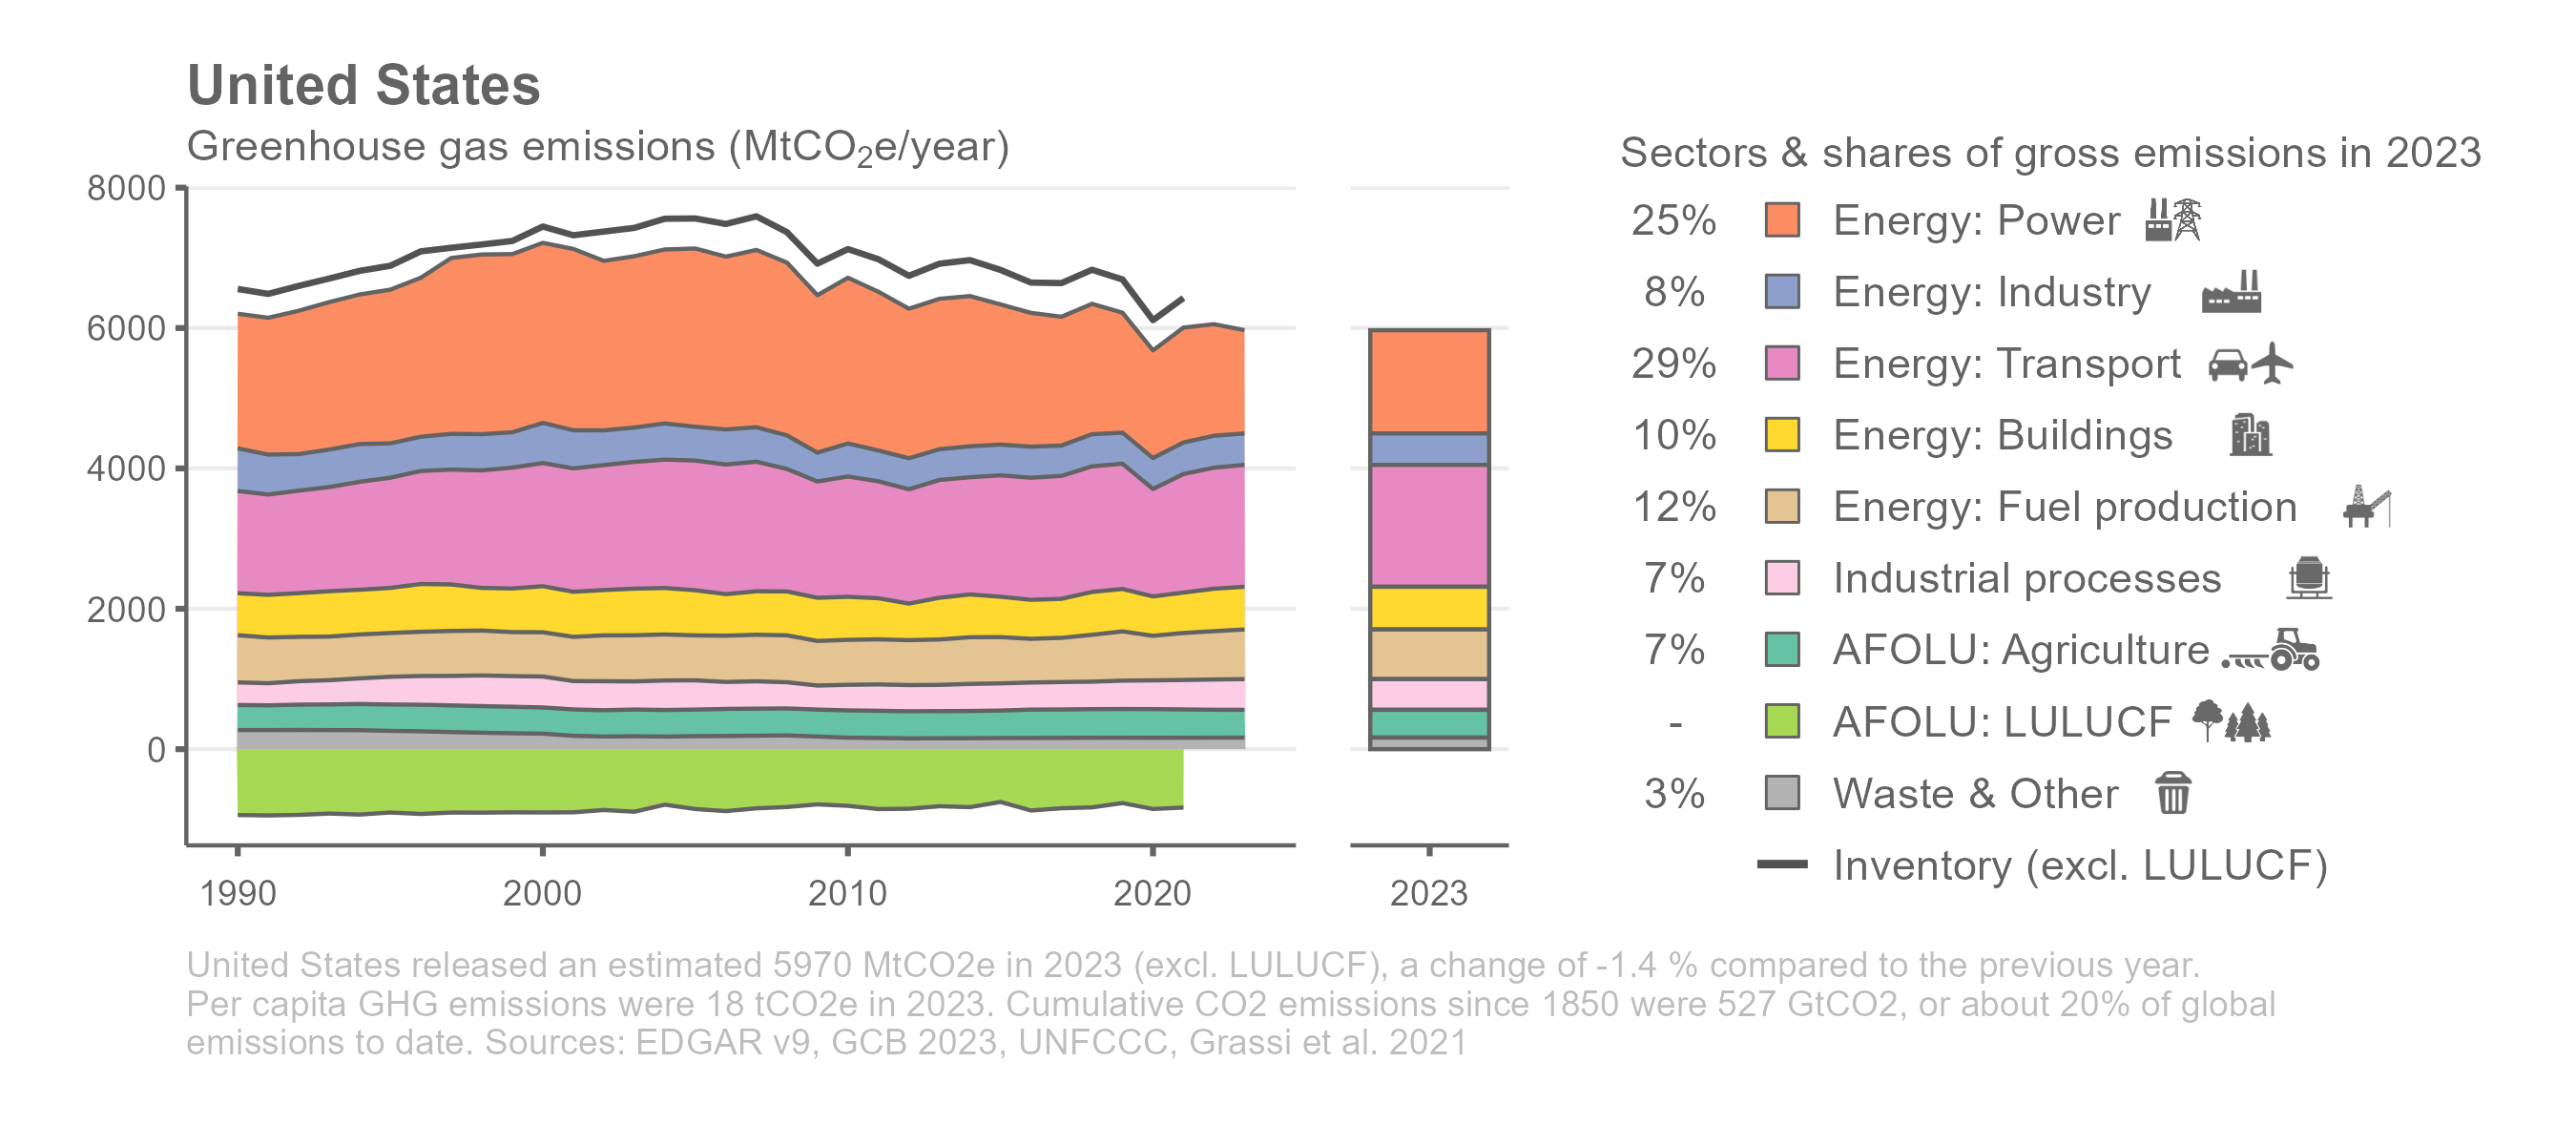 United States
Greenhouse gas emissions (MtCO₂e/year)
8000
6000
4000
2000
0
1990 2000 2010 2020 2023
Sectors & shares of gross emissions in 2023
25% Energy: Power
8% Energy: Industry
29% Energy: Transport
10% Energy: Buildings
12% Energy: Fuel production
7% Industrial processes
7% AFOLU: Agriculture
- AFOLU: LULUCF
3% Waste & Other
Inventory (excl. LULUCF)
United States released an estimated 5970 MtCO2e in 2023 (excl. LULUCF), a change of -1.4 % compared to the previous year.
Per capita GHG emissions were 18 tCO2e in 2023. Cumulative CO2 emissions since 1850 were 527 GtCO2, or about 20% of global
emissions to date. Sources: EDGAR v9, GCB 2023, UNFCCC, Grassi et al. 2021